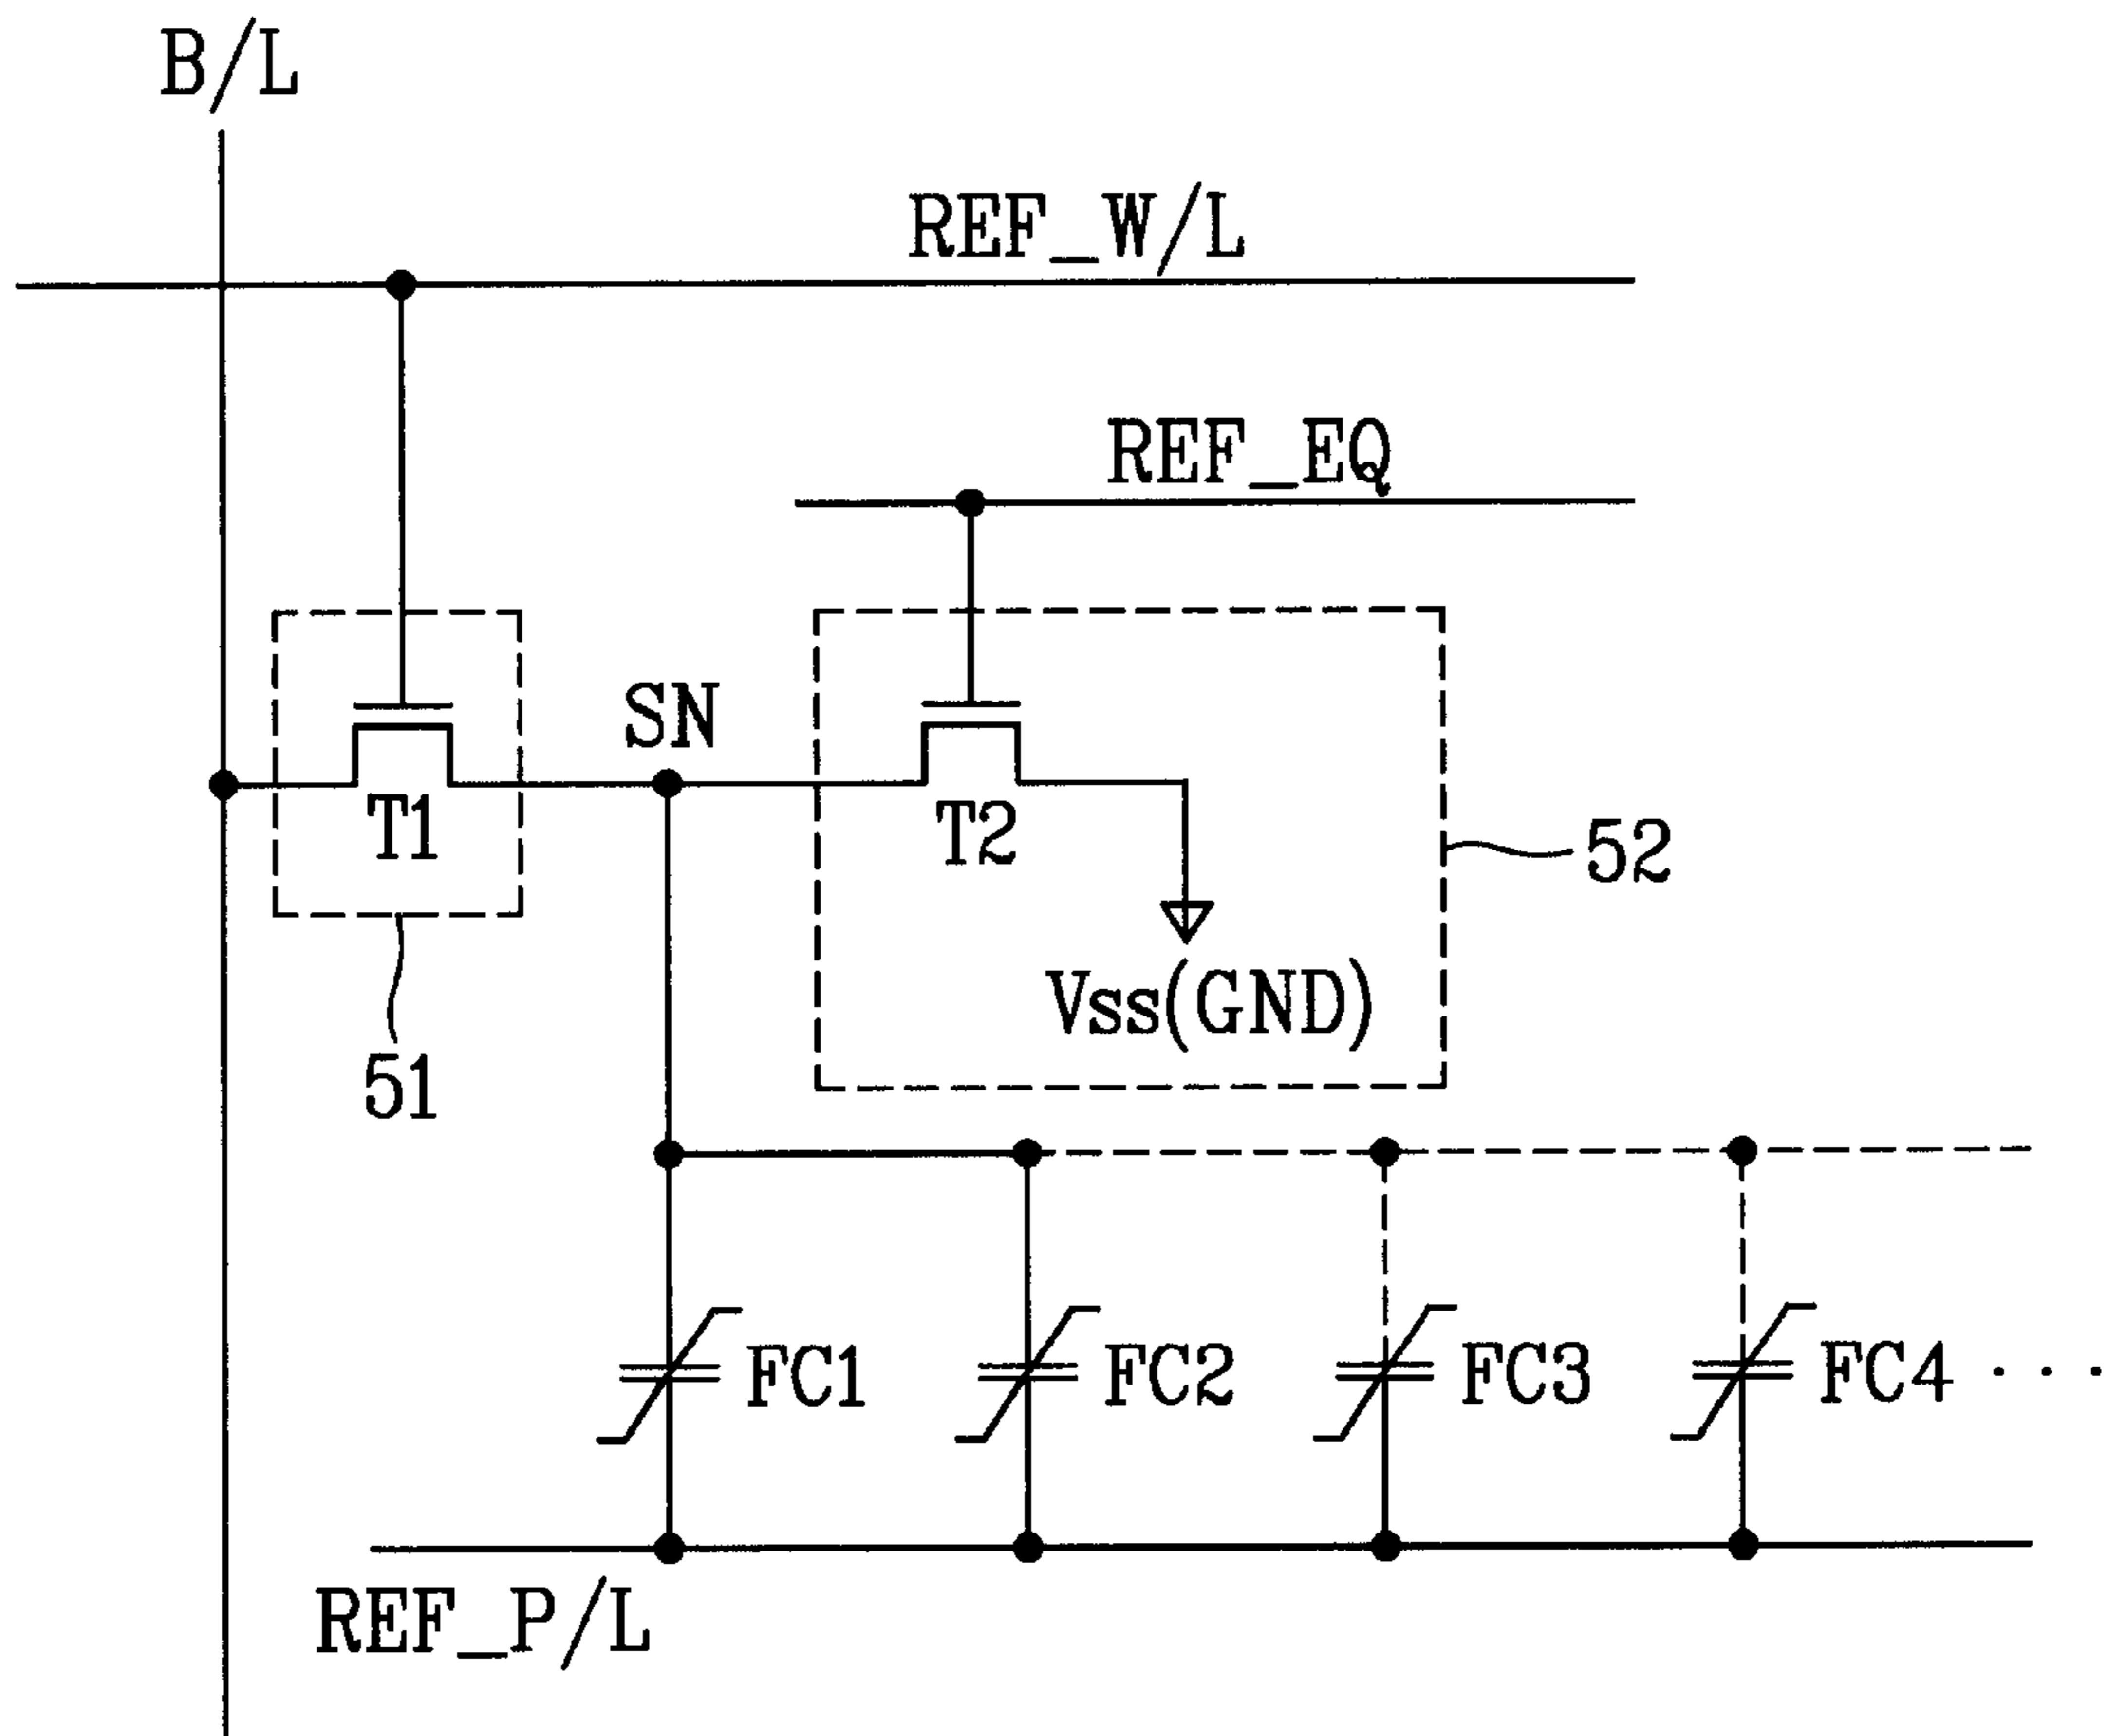 B/L
REF_W/L
REF_EQ
SN
T1
T2
52
Vss(GND)
51
FC1
FC2
FC3
FC4 ···
REF_P/L